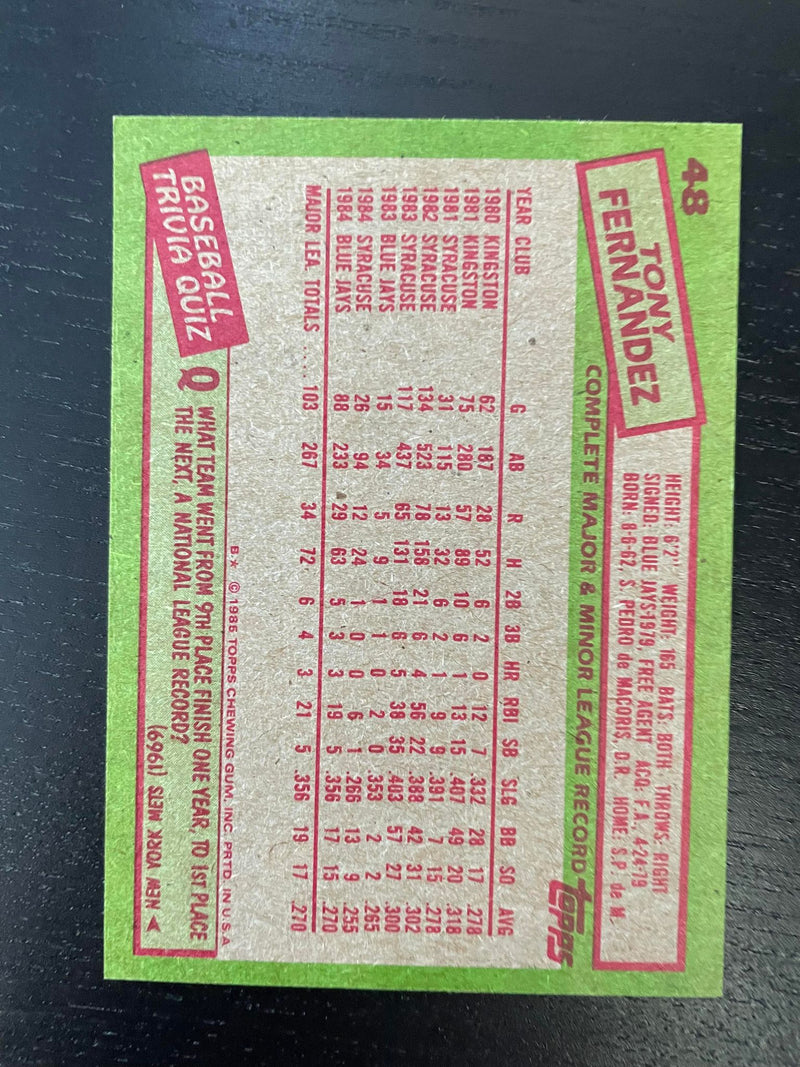 48
TONY
FERNANDEZ
HEIGHT: 6'2" WEIGHT: 165 BATS: BOTH THROWS: RIGHT
SIGNED: BLUE JAYS 1979, FREE AGENT ACQ: F.A., 4-24-79
BORN: 8-6-62, S. PEDRO de MACORIS, D.R. HOME: S.P. de M.
COMPLETE MAJOR & MINOR LEAGUE RECORD topps
YEAR CLUB G AB R H 2B 3B HR RBI SB SLG BB SO AVG
1980 KINGSTON 62 187 28 52 6 2 0 12 7 .332 28 17 .278
1981 KINGSTON 75 280 57 89 10 6 1 13 15 .407 49 20 .318
1981 SYRACUSE 31 115 13 32 6 2 1 9 9 .391 7 15 .278
1982 SYRACUSE 134 523 78 158 21 6 4 56 22 .388 42 31 .302
1983 SYRACUSE 117 437 65 131 18 6 5 38 35 .403 57 27 .300
1983 BLUE JAYS 15 34 5 9 1 1 0 2 0 .353 2 2 .265
1984 SYRACUSE 26 94 12 24 1 0 0 6 1 .266 13 9 .255
1984 BLUE JAYS 88 233 29 63 5 3 3 19 5 .356 17 15 .270
MAJOR LEA. TOTALS ..... 103 267 34 72 6 4 3 21 5 .356 19 17 .270
B.* © 1985 TOPPS CHEWING GUM, INC. PRTD. IN U.S.A.
BASEBALL
TRIVIA QUIZ
Q WHAT TEAM WENT FROM 9TH PLACE FINISH ONE YEAR, TO 1ST PLACE
THE NEXT, A NATIONAL LEAGUE RECORD?
NEW YORK METS (1969)